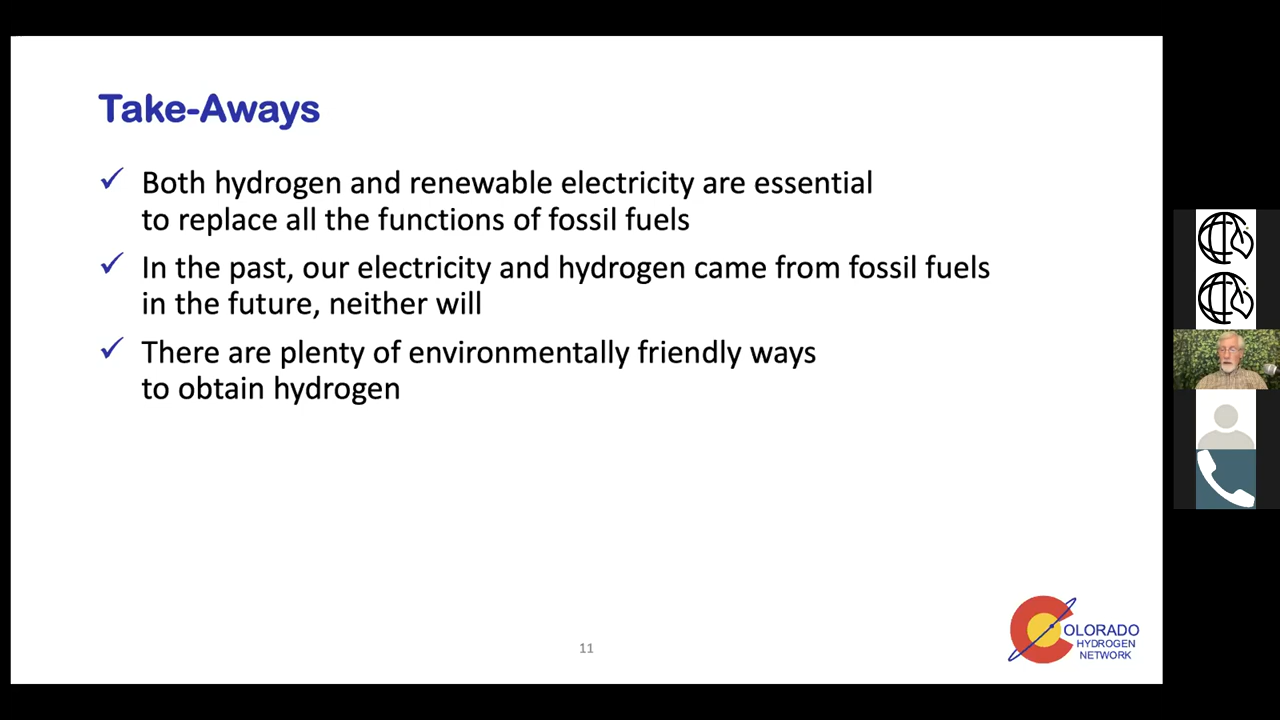 Take-Aways
✓ Both hydrogen and renewable electricity are essential
to replace all the functions of fossil fuels
✓ In the past, our electricity and hydrogen came from fossil fuels
in the future, neither will
✓ There are plenty of environmentally friendly ways
to obtain hydrogen
11
COLORADO
HYDROGEN
NETWORK